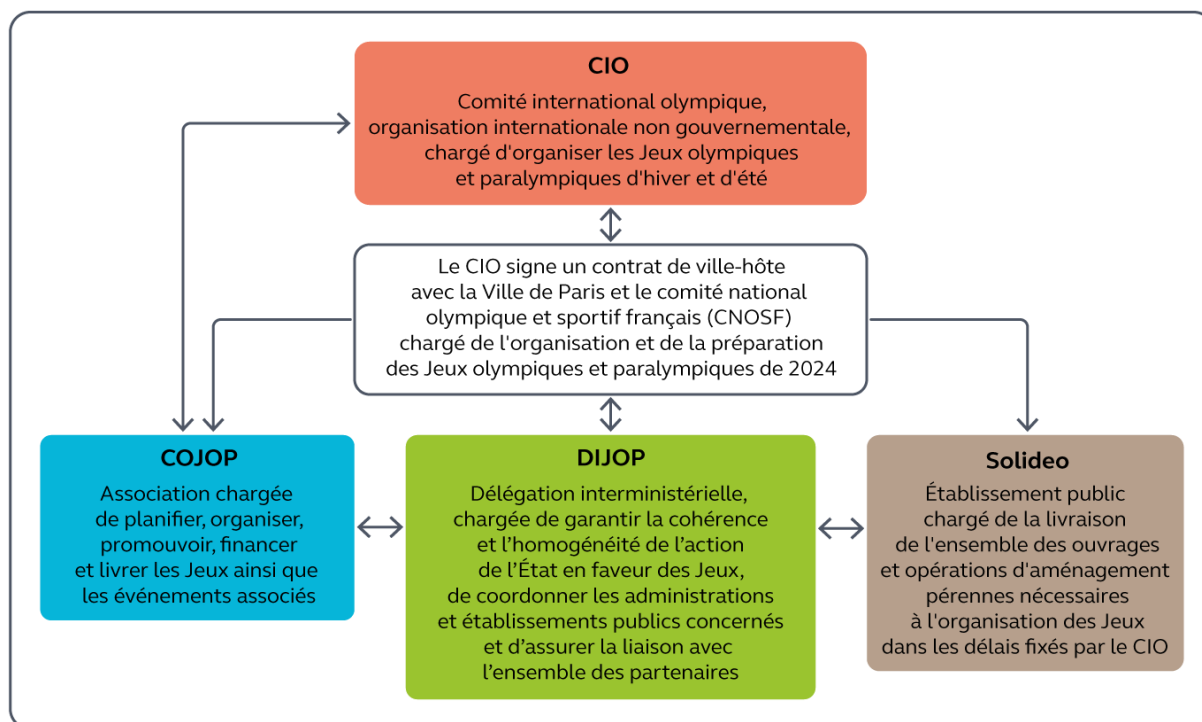 CIO
Comité international olympique,
organisation internationale non gouvernementale,
chargé d'organiser les Jeux olympiques
et paralympiques d'hiver et d'été
Le CIO signe un contrat de ville-hôte
avec la Ville de Paris et le comité national
olympique et sportif français (CNOSF)
chargé de l'organisation et de la préparation
des Jeux olympiques et paralympiques de 2024
COJOP
Association chargée
de planifier, organiser,
promouvoir, financer
et livrer les Jeux ainsi que
les événements associés
DIJOP
Délégation interministérielle,
chargée de garantir la cohérence
et l’homogénéité de l’action
de l’État en faveur des Jeux,
de coordonner les administrations
et établissements publics concernés
et d’assurer la liaison avec
l’ensemble des partenaires
Solideo
Établissement public
chargé de la livraison
de l'ensemble des ouvrages
et opérations d'aménagement
pérennes nécessaires
à l'organisation des Jeux
dans les délais fixés par le CIO